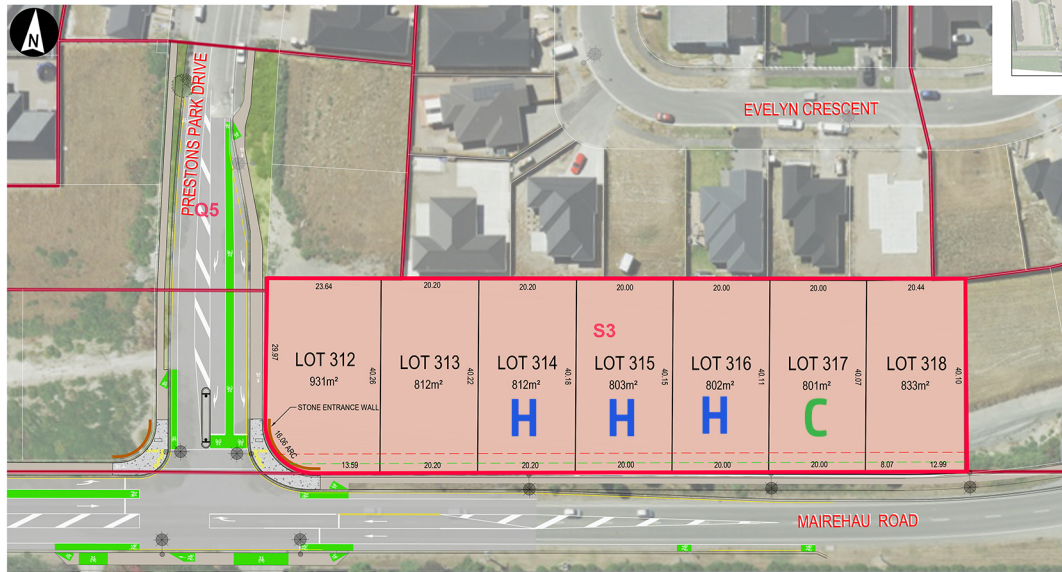 N
PRESTONS PARK DRIVE
Q5
EVELYN CRESCENT
23.64
20.20
20.20
20.00
20.00
20.00
20.44
S3
29.97
LOT 312
931m²
40.26
LOT 313
812m²
40.22
LOT 314
812m²
40.18
LOT 315
803m²
40.15
LOT 316
802m²
40.11
LOT 317
801m²
40.07
LOT 318
833m²
40.10
H
H
H
C
STONE ENTRANCE WALL
16.06 ARC
13.59
20.20
20.20
20.00
20.00
20.00
8.07
12.99
MAIREHAU ROAD